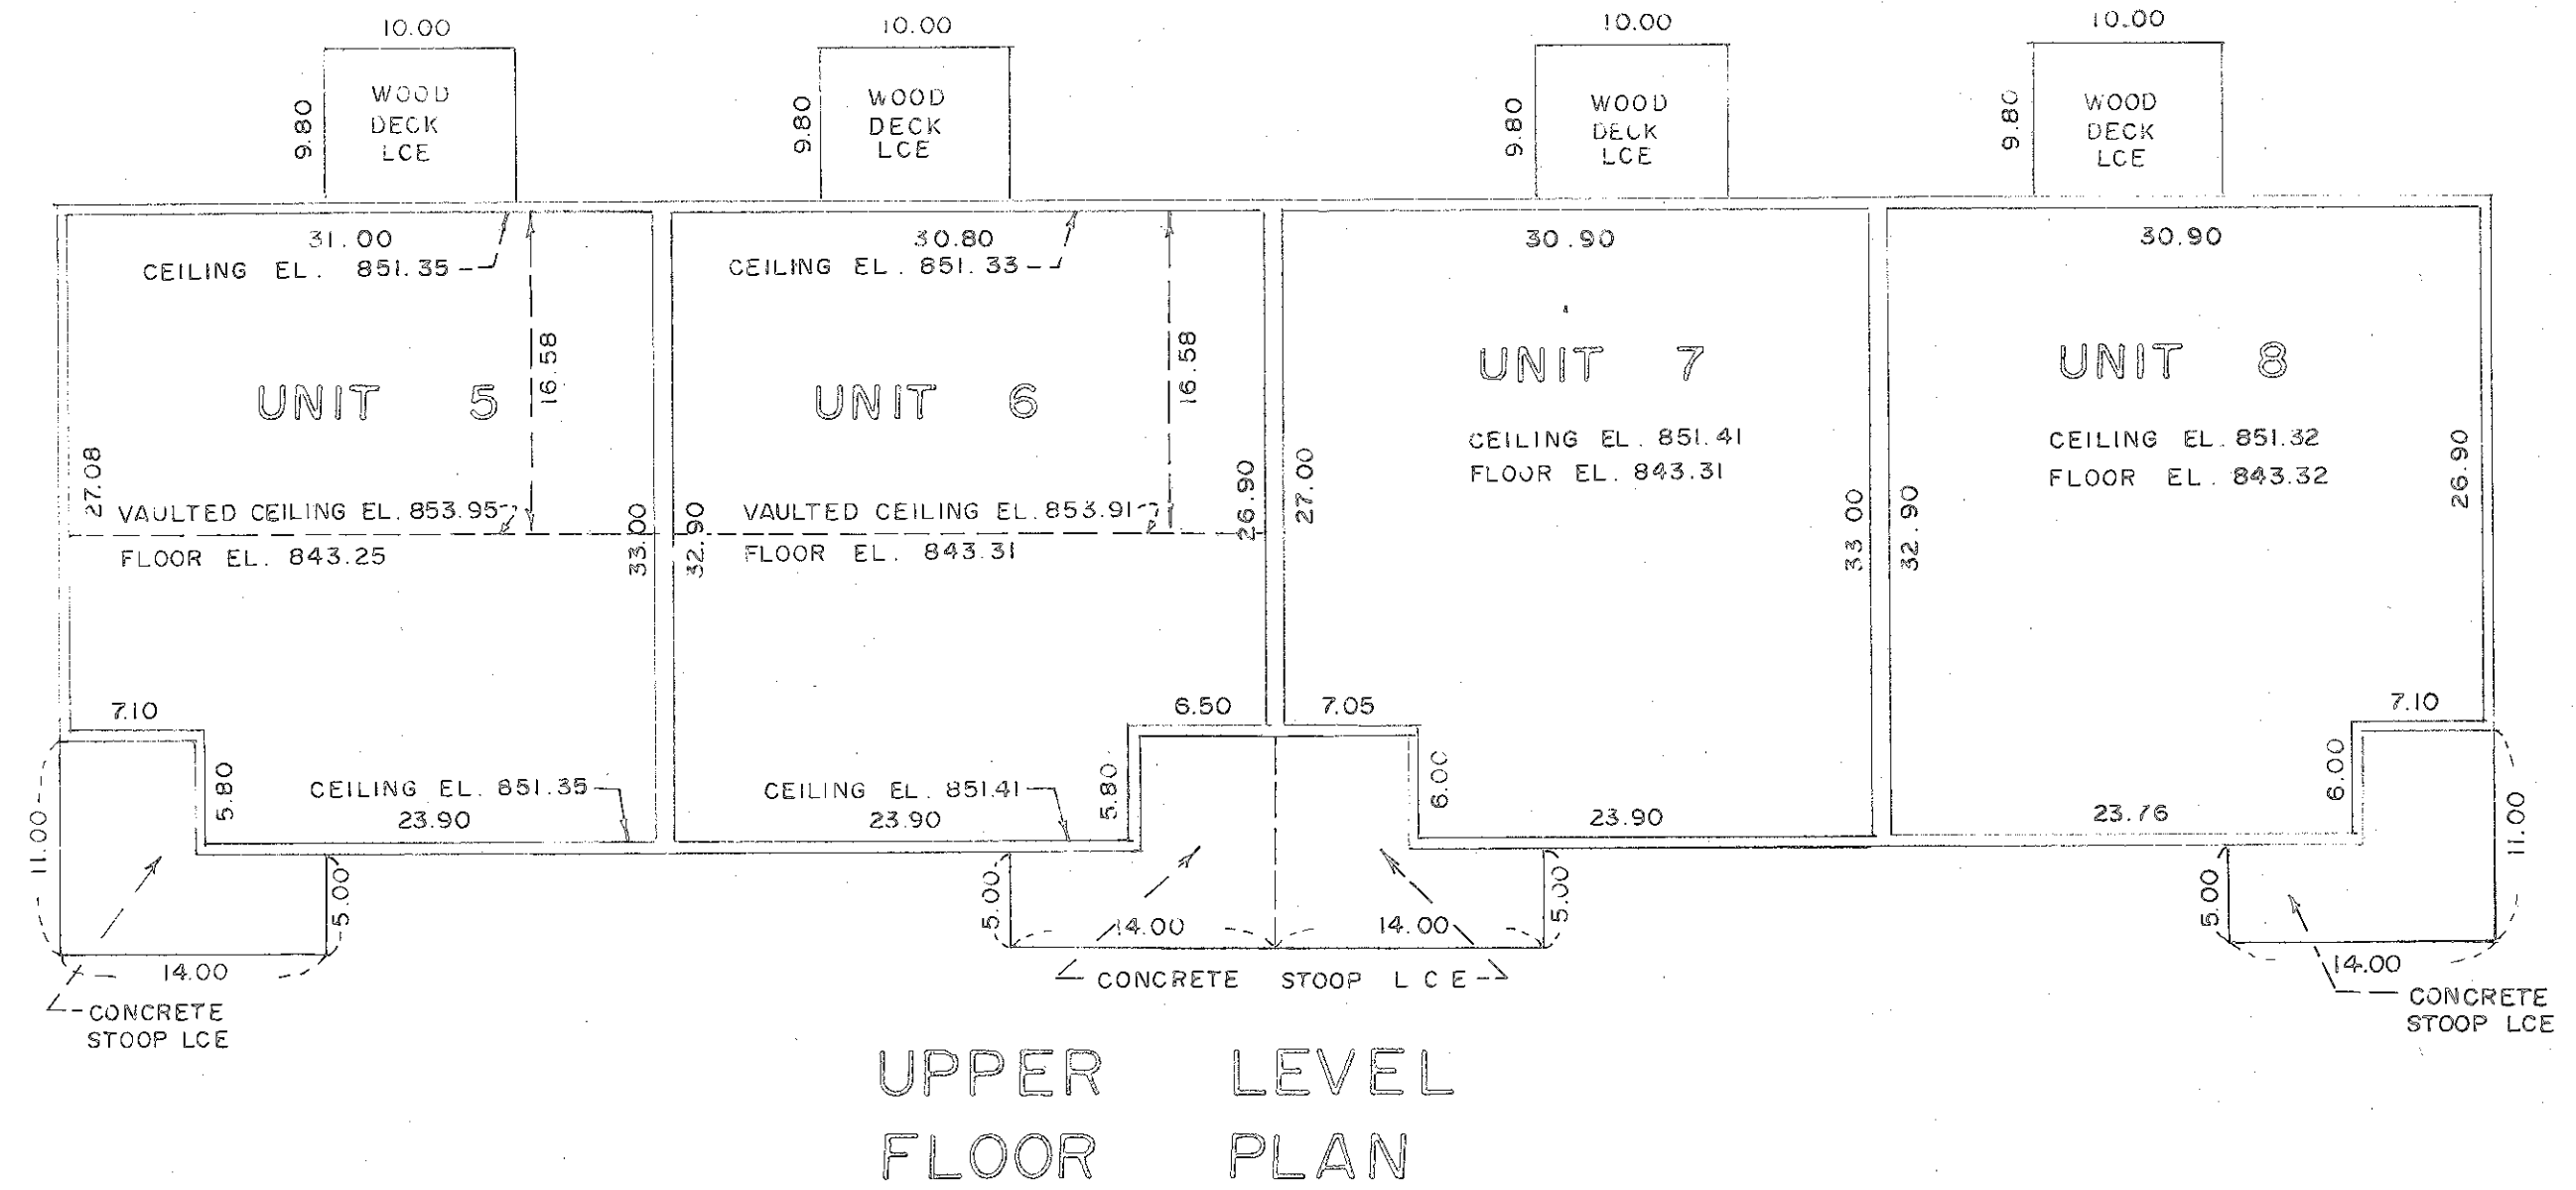 10.00
10.00
10.00
10.00
9.80
WOOD
DECK
LCE
9.80
WOOD
DECK
LCE
9.80
WOOD
DECK
LCE
9.80
WOOD
DECK
LCE
31.00
CEILING EL. 851.35
30.80
CEILING EL. 851.33
30.90
30.90
16.58
16.58
UNIT 5
UNIT 6
UNIT 7
CEILING EL. 851.41
FLOOR EL. 843.31
UNIT 8
CEILING EL. 851.32
FLOOR EL. 843.32
27.08
VAULTED CEILING EL. 853.95
FLOOR EL. 843.25
33.00
32.90
VAULTED CEILING EL. 853.91
FLOOR EL. 843.31
26.90
27.00
33.00
32.90
26.90
7.10
6.50
7.05
7.10
5.80
CEILING EL. 851.35
23.90
CEILING EL. 851.41
23.90
5.80
6.00
23.90
23.76
6.00
11.00
5.00
5.00
5.00
5.00
11.00
14.00
14.00
14.00
14.00
CONCRETE
STOOP LCE
CONCRETE STOOP LCE
CONCRETE
STOOP LCE
UPPER LEVEL
FLOOR PLAN